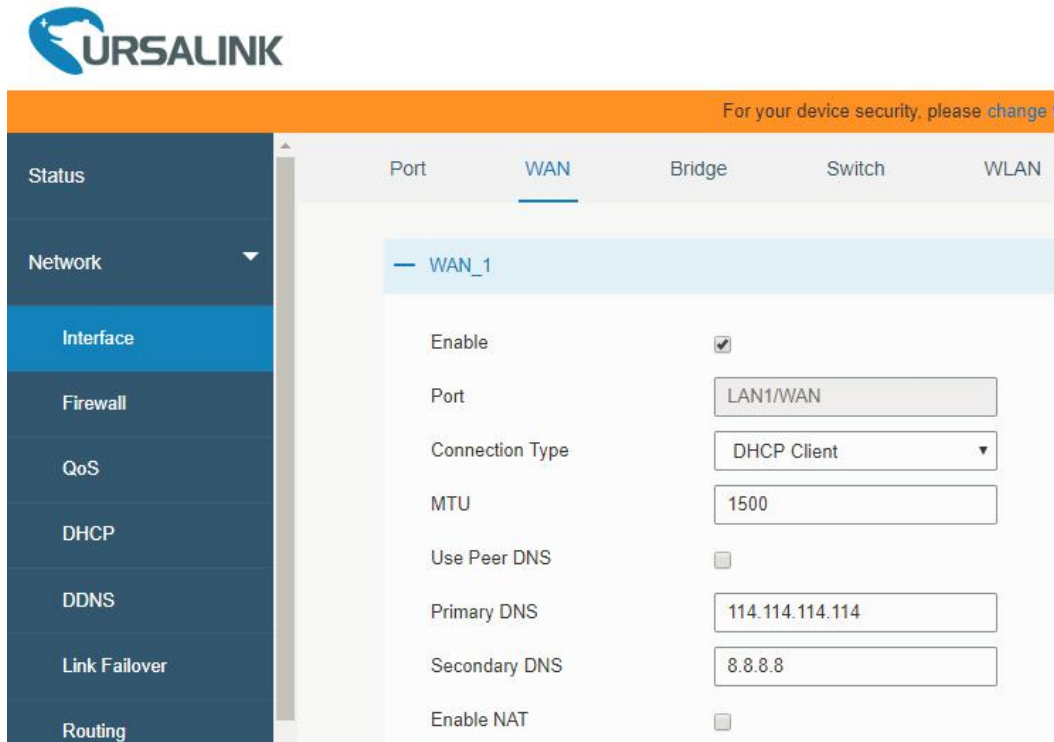 URSALINK
For your device security, please change
Status
Network
Interface
Firewall
QoS
DHCP
DDNS
Link Failover
Routing
Port WAN Bridge Switch WLAN
— WAN_1
Enable
Port LAN1/WAN
Connection Type DHCP Client
MTU 1500
Use Peer DNS
Primary DNS 114.114.114.114
Secondary DNS 8.8.8.8
Enable NAT